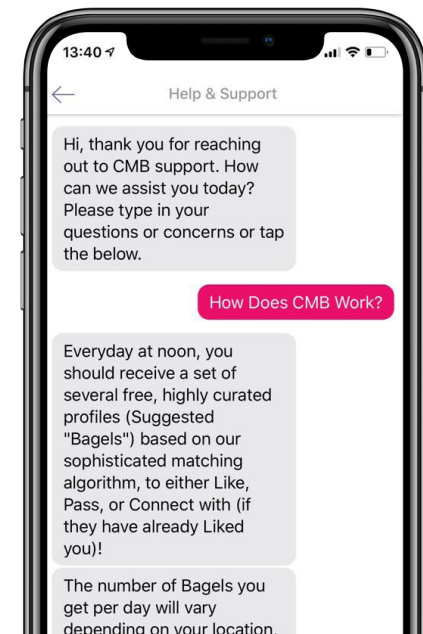 13:40
Help & Support
Hi, thank you for reaching
out to CMB support. How
can we assist you today?
Please type in your
questions or concerns or tap
the below.
How Does CMB Work?
Everyday at noon, you
should receive a set of
several free, highly curated
profiles (Suggested
"Bagels") based on our
sophisticated matching
algorithm, to either Like,
Pass, or Connect with (if
they have already Liked
you)!
The number of Bagels you
get per day will vary
depending on your location,